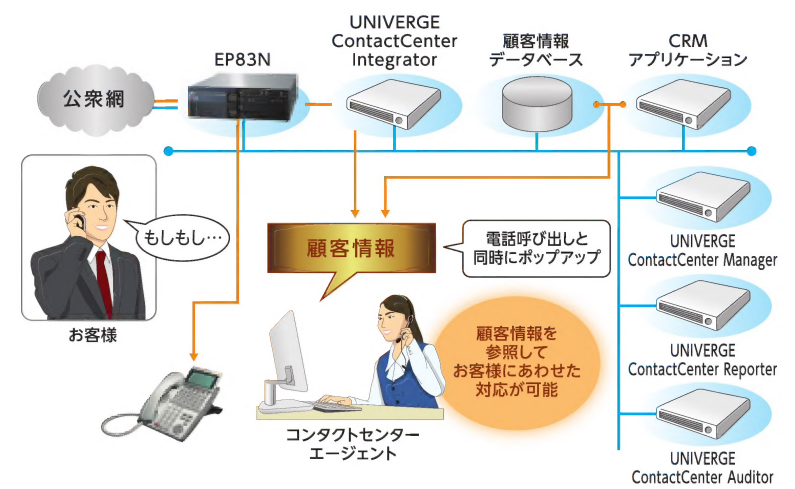 UNIVERGE
ContactCenter
Integrator
EP83N
顧客情報
データベース
CRM
アプリケーション
公衆網
もしもし…
お客様
顧客情報
電話呼び出しと
同時にポップアップ
顧客情報を
参照して
お客様にあわせた
対応が可能
コンタクトセンター
エージェント
UNIVERGE
ContactCenter Manager
UNIVERGE
ContactCenter Reporter
UNIVERGE
ContactCenter Auditor